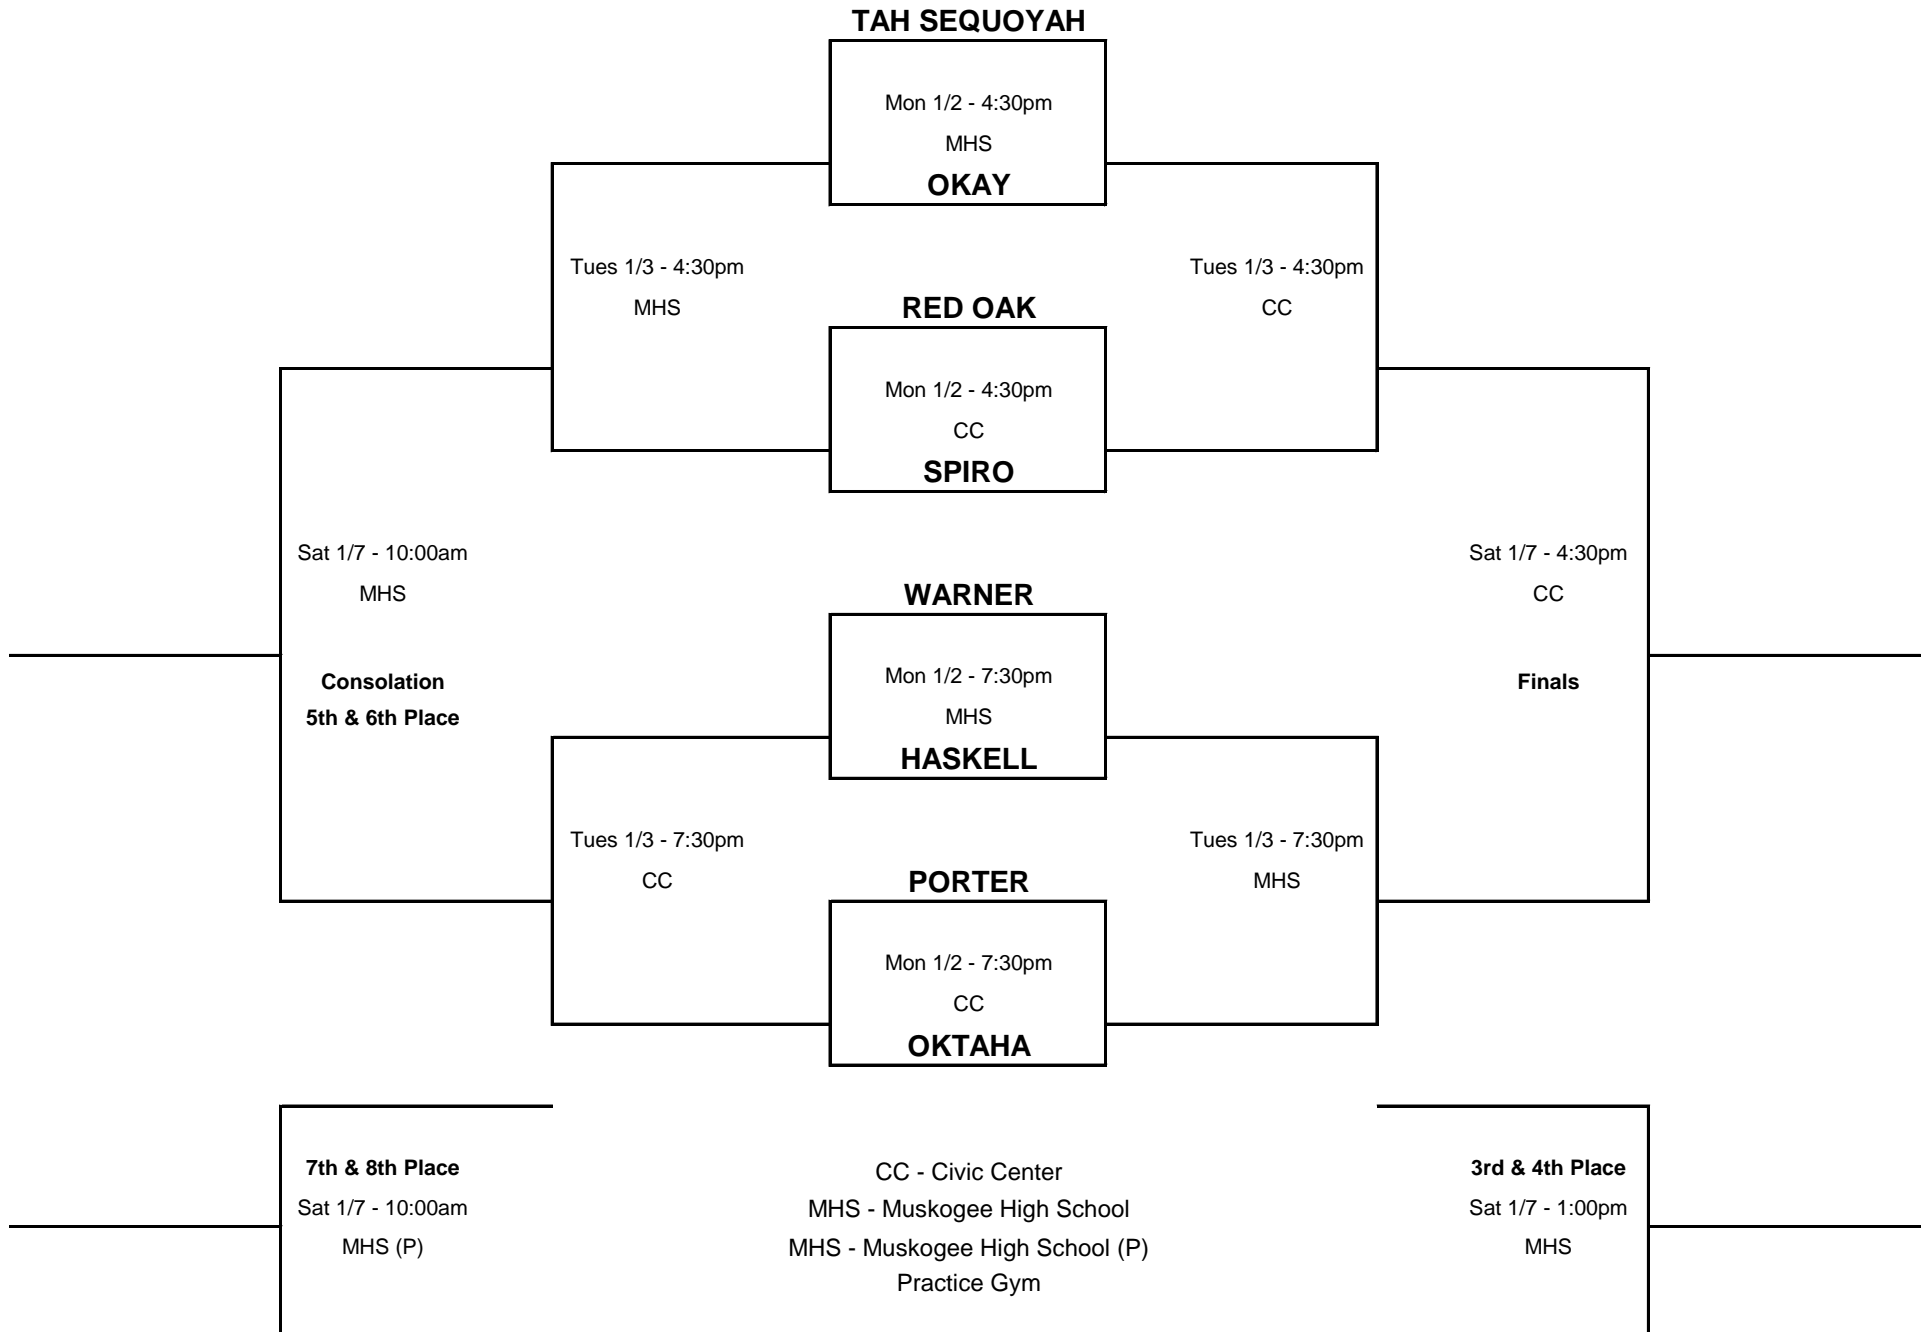 TAH SEQUOYAH
Mon 1/2 - 4:30pm
MHS
OKAY
Tues 1/3 - 4:30pm
MHS
Tues 1/3 - 4:30pm
CC
RED OAK
Mon 1/2 - 4:30pm
CC
SPIRO
Sat 1/7 - 10:00am
MHS
Sat 1/7 - 4:30pm
CC
WARNER
Mon 1/2 - 7:30pm
MHS
HASKELL
Consolation
5th & 6th Place
Finals
Tues 1/3 - 7:30pm
CC
Tues 1/3 - 7:30pm
MHS
PORTER
Mon 1/2 - 7:30pm
CC
OKTAHA
7th & 8th Place
Sat 1/7 - 10:00am
MHS (P)
CC - Civic Center
MHS - Muskogee High School
MHS - Muskogee High School (P)
Practice Gym
3rd & 4th Place
Sat 1/7 - 1:00pm
MHS